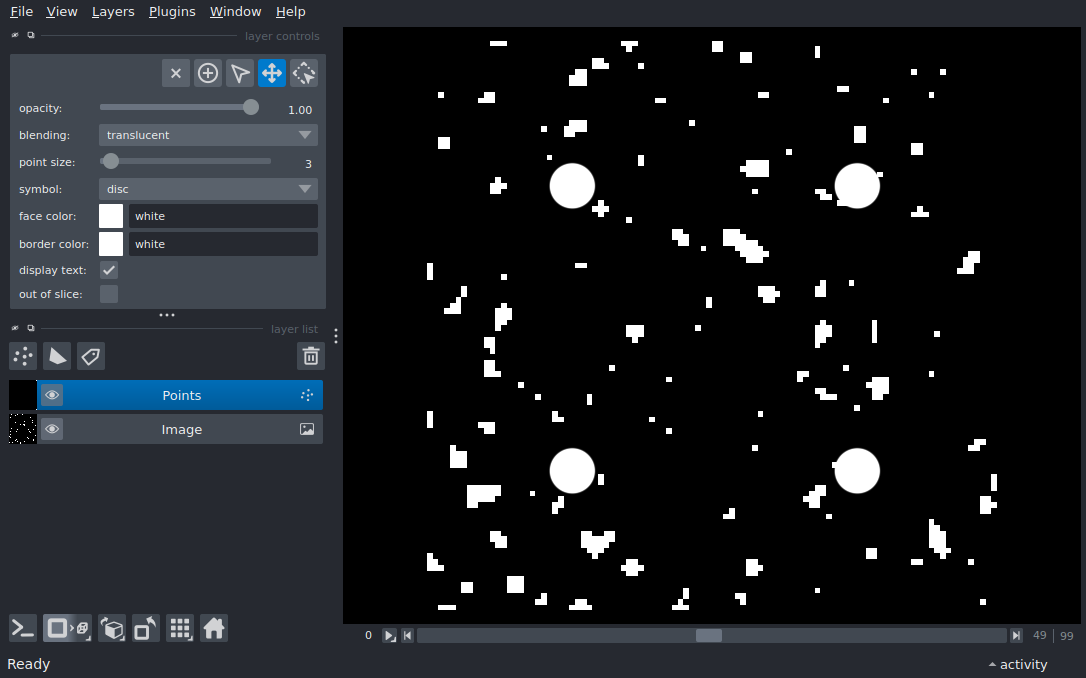 File View Layers Plugins Window Help
layer controls
opacity: 1.00
blending: translucent
point size: 3
symbol: disc
face color: white
border color: white
display text:
out of slice:
layer list
Points
Image
0 49 99
Ready activity